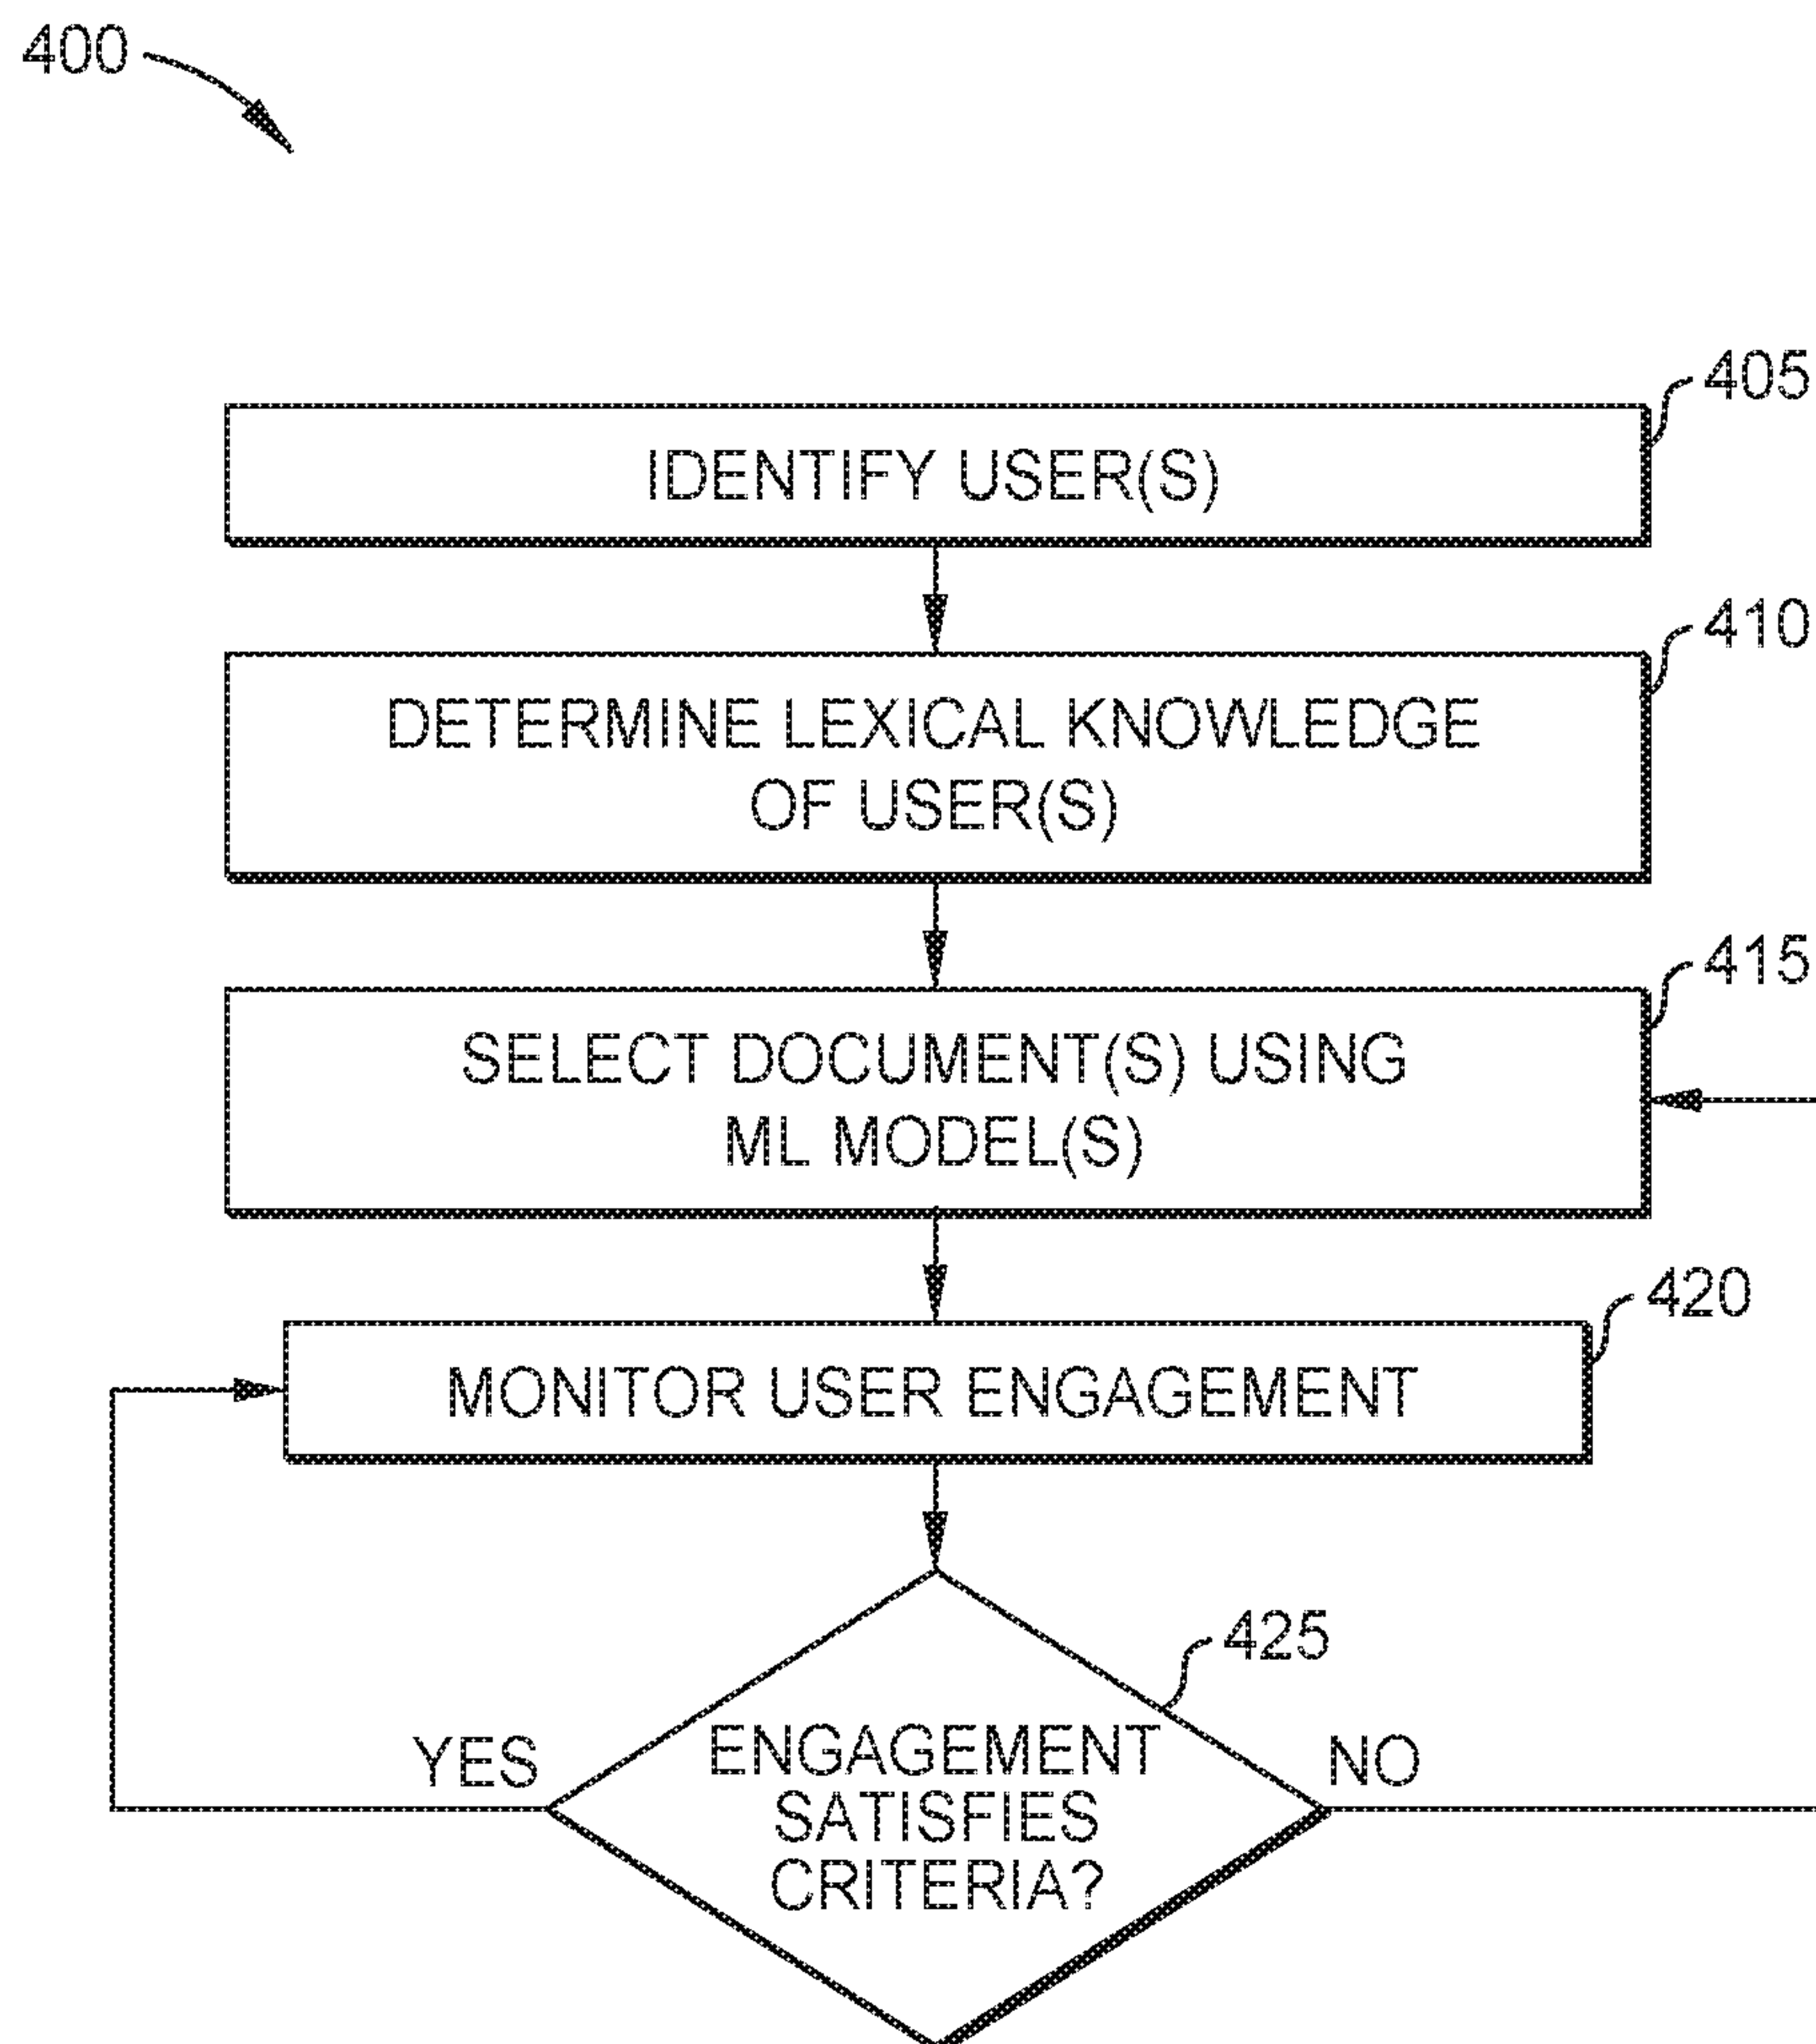 400
405
IDENTIFY USER(S)
410
DETERMINE LEXICAL KNOWLEDGE
OF USER(S)
415
SELECT DOCUMENT(S) USING
ML MODEL(S)
420
MONITOR USER ENGAGEMENT
425
YES
NO
ENGAGEMENT
SATISFIES
CRITERIA?